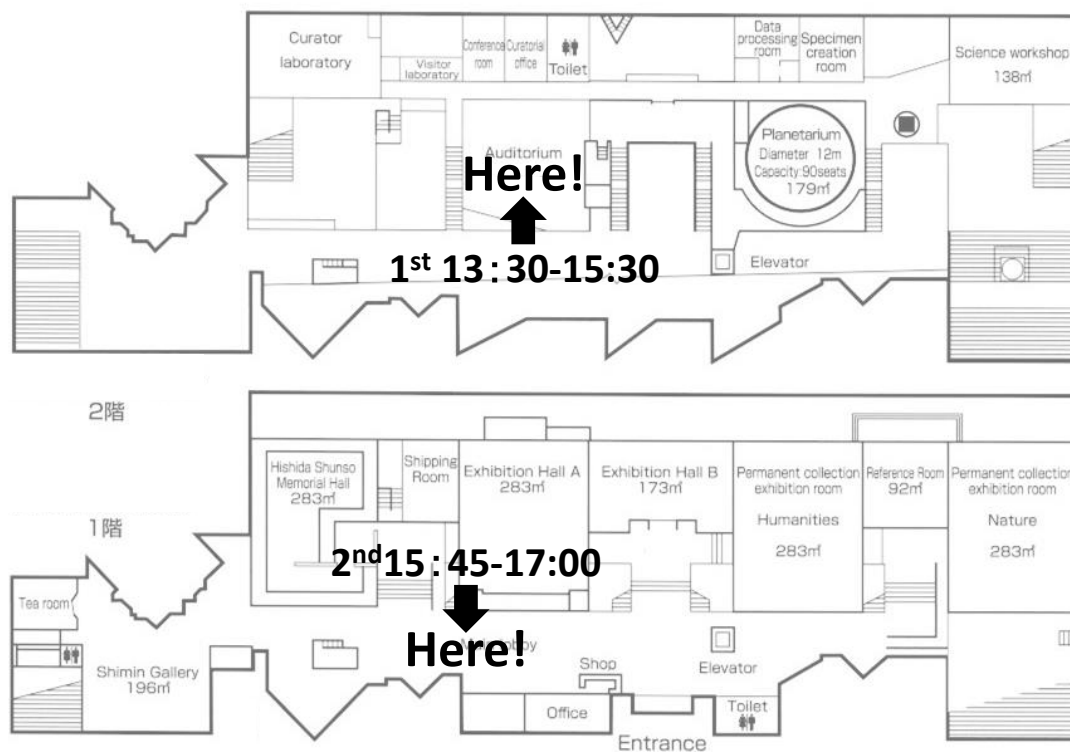 Curator
laboratory
Visitor
laboratory
Conference
room
Curatorial
office
Toilet
Data
processing
room
Specimen
creation
room
Science workshop
138㎡
Auditorium
Here!
Planetarium
Diameter 12m
Capacity:90seats
179㎡
1st 13：30-15:30
Elevator
2階
Hishida Shunso
Memorial Hall
283㎡
Shipping
Room
Exhibition Hall A
283㎡
Exhibition Hall B
173㎡
Permanent collection
exhibition room
Humanities
283㎡
Reference Room
92㎡
Permanent collection
exhibition room
Nature
283㎡
1階
2nd15：45-17:00
Tea room
Here!
Shimin Gallery
196㎡
Shop
Elevator
Office
Toilet
Entrance